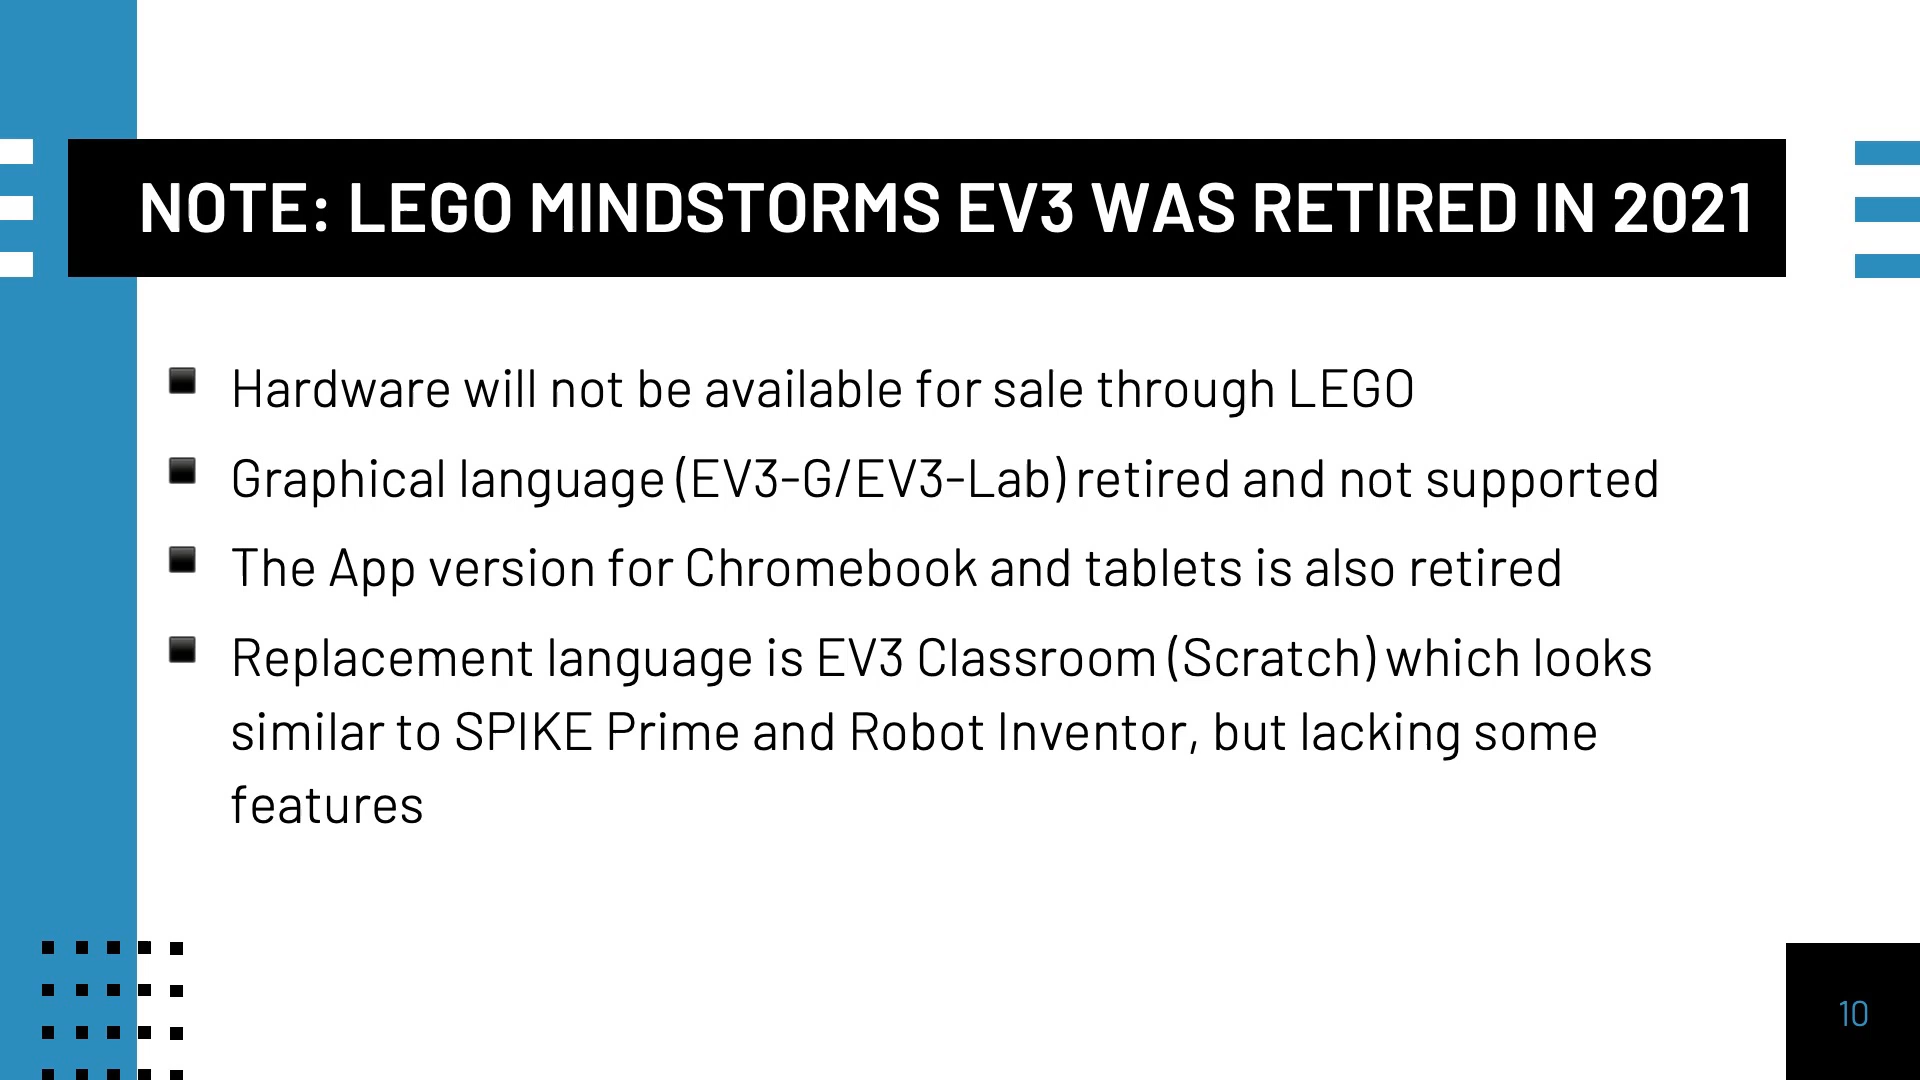 NOTE: LEGO MINDSTORMS EV3 WAS RETIRED IN 2021
Hardware will not be available for sale through LEGO
Graphical language (EV3-G/EV3-Lab) retired and not supported
The App version for Chromebook and tablets is also retired
Replacement language is EV3 Classroom (Scratch) which looks
similar to SPIKE Prime and Robot Inventor, but lacking some
features
10